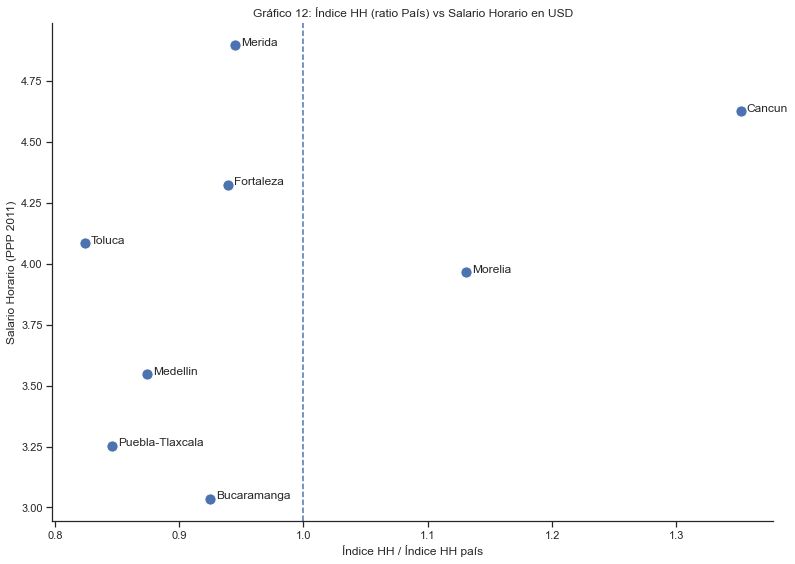 Gráfico 12: Índice HH (ratio País) vs Salario Horario en USD
Merida
4.75
Cancun
4.50
Fortaleza
4.25
Toluca
4.00
Morelia
3.75
Medellin
3.50
Puebla-Tlaxcala
3.25
Bucaramanga
3.00
Salario Horario (PPP 2011)
0.8 0.9 1.0 1.1 1.2 1.3
Índice HH / Índice HH país